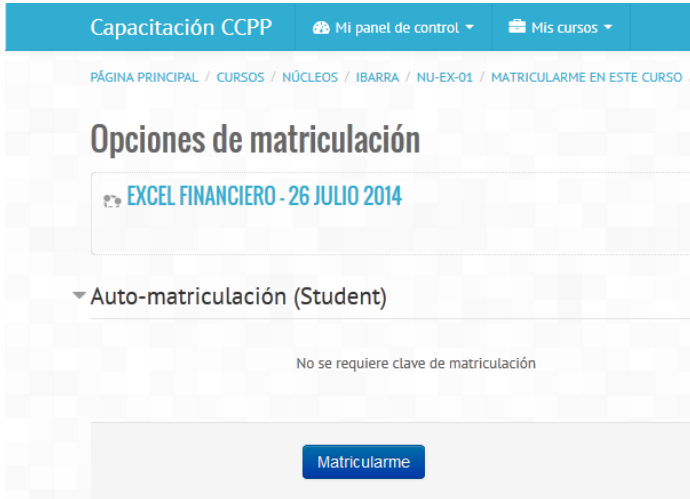 Capacitación CCPP Mi panel de control Mis cursos
PÁGINA PRINCIPAL / CURSOS / NÚCLEOS / IBARRA / NU-EX-01 / MATRICULARME EN ESTE CURSO /
Opciones de matriculación
EXCEL FINANCIERO - 26 JULIO 2014
Auto-matriculación (Student)
No se requiere clave de matriculación
Matricularme